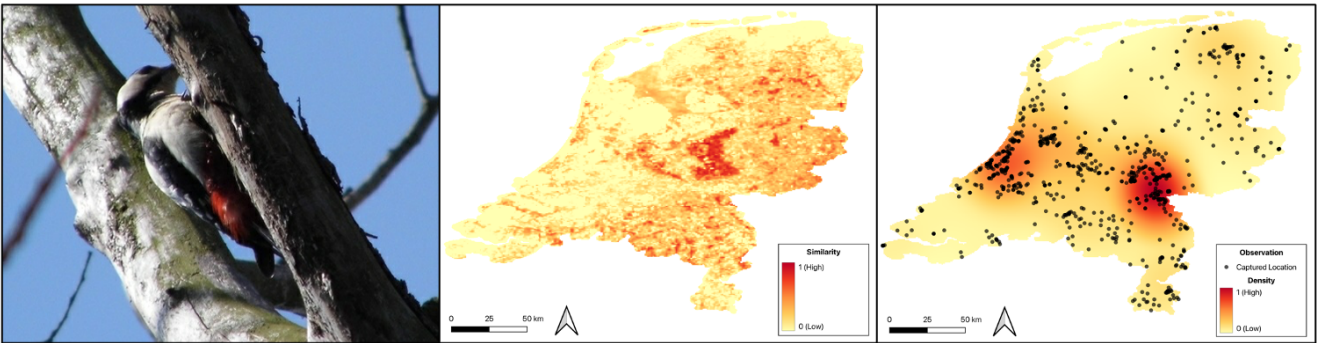 Similarity
1 (High)
0 (Low)
0 25 50 km
Observation
Captured Location
Density
1 (High)
0 (Low)
0 25 50 km